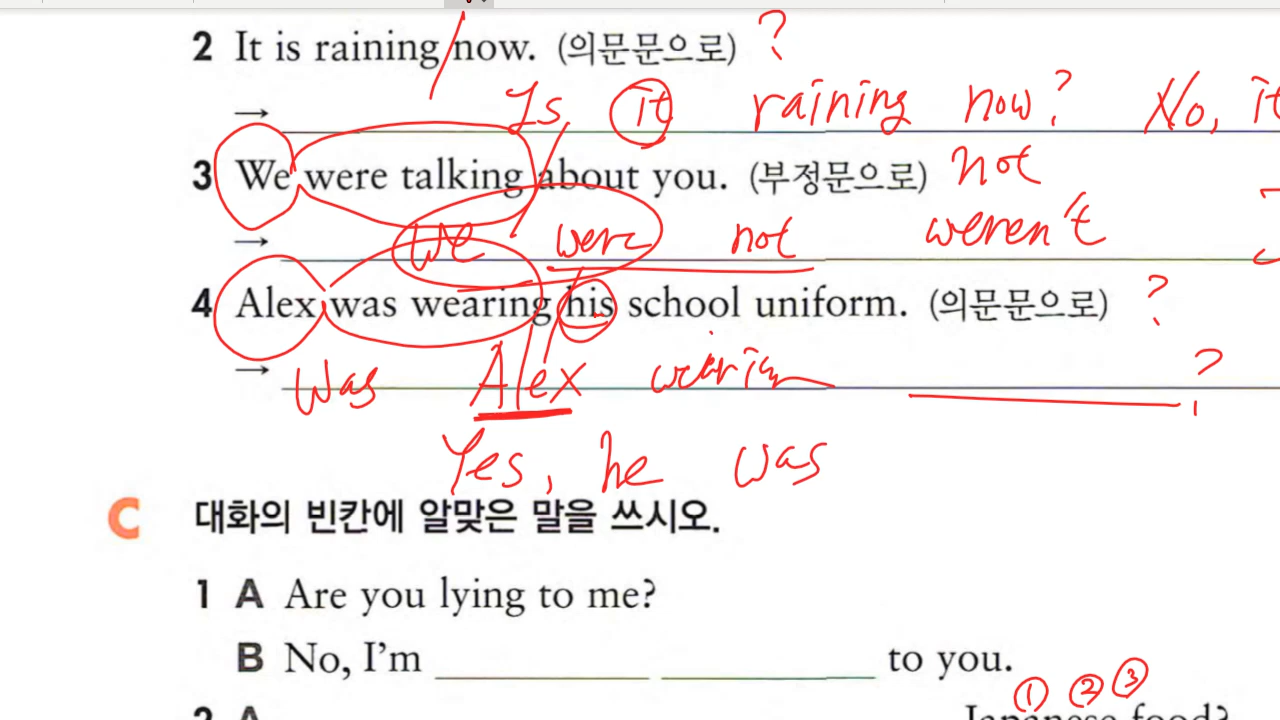 2 It is raining now. (의문문으로) ?
→ Is it raining now? No, it
3 We were talking about you. (부정문으로) not
→ We were not weren't
4 Alex was wearing his school uniform. (의문문으로) ?
→ Was Alex ?
Yes, he was
C 대화의 빈칸에 알맞은 말을 쓰시오.
1 A Are you lying to me?
B No, I'm to you.
① ② ③
2 A Japanese food?